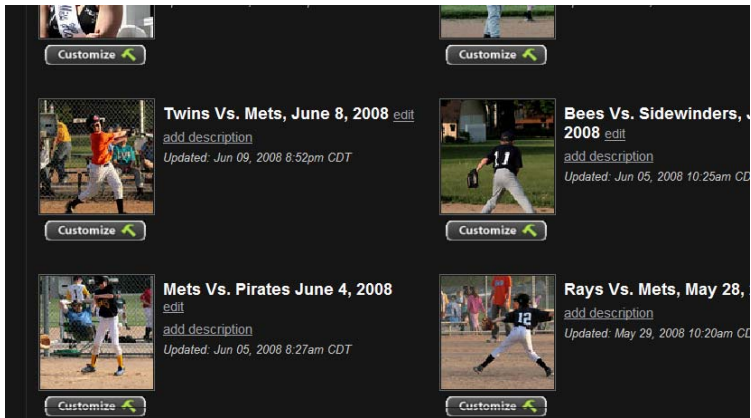 Customize
Customize
Twins Vs. Mets, June 8, 2008 edit
add description
Updated: Jun 09, 2008 8:52pm CDT
Customize
Bees Vs. Sidewinders,
2008 edit
add description
Updated: Jun 05, 2008 10:25am CD
11
Customize
Mets Vs. Pirates June 4, 2008
edit
add description
Updated: Jun 05, 2008 8:27am CDT
Customize
Rays Vs. Mets, May 28,
add description
Updated: May 29, 2008 10:20am CD
12
Customize